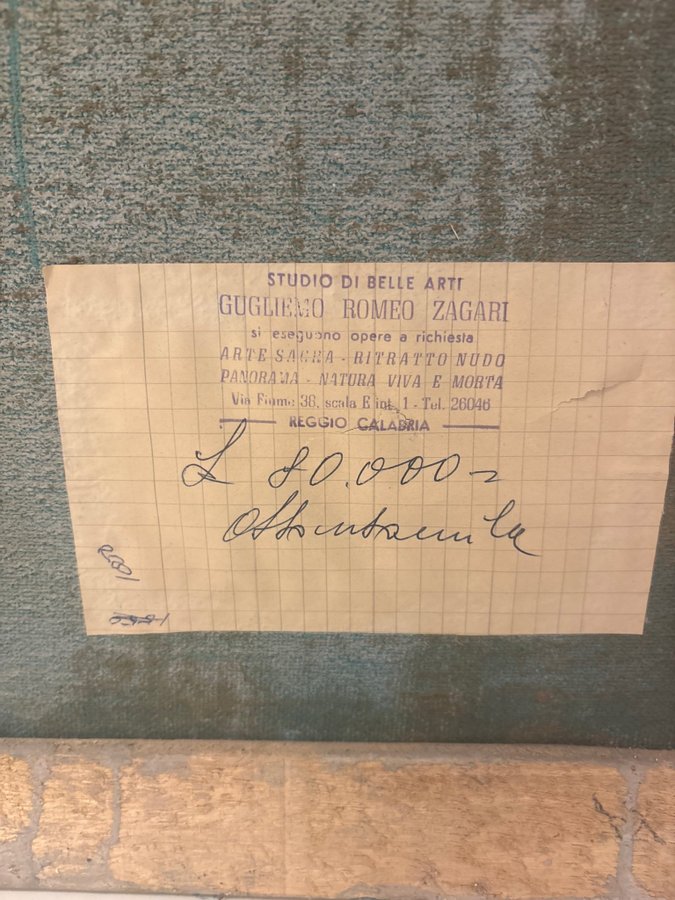 STUDIO DI BELLE ARTI
GUGLIEMO ROMEO ZAGARI
si eseguono opere a richiesta
ARTE SACRA - RITRATTO NUDO
PANORAMA - NATURA VIVA E MORTA
Via Fiume 38, scala E int. 1 - Tel. 26046
REGGIO CALABRIA
L 80.000=
Ottantamila